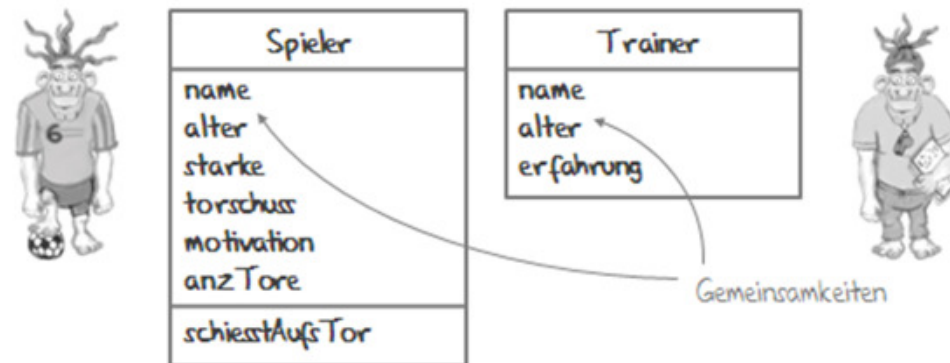 Spieler
name
alter
starke
torschuss
motivation
anzTore
schiesstAufsTor
Trainer
name
alter
erfahrung
Gemeinsamkeiten
6